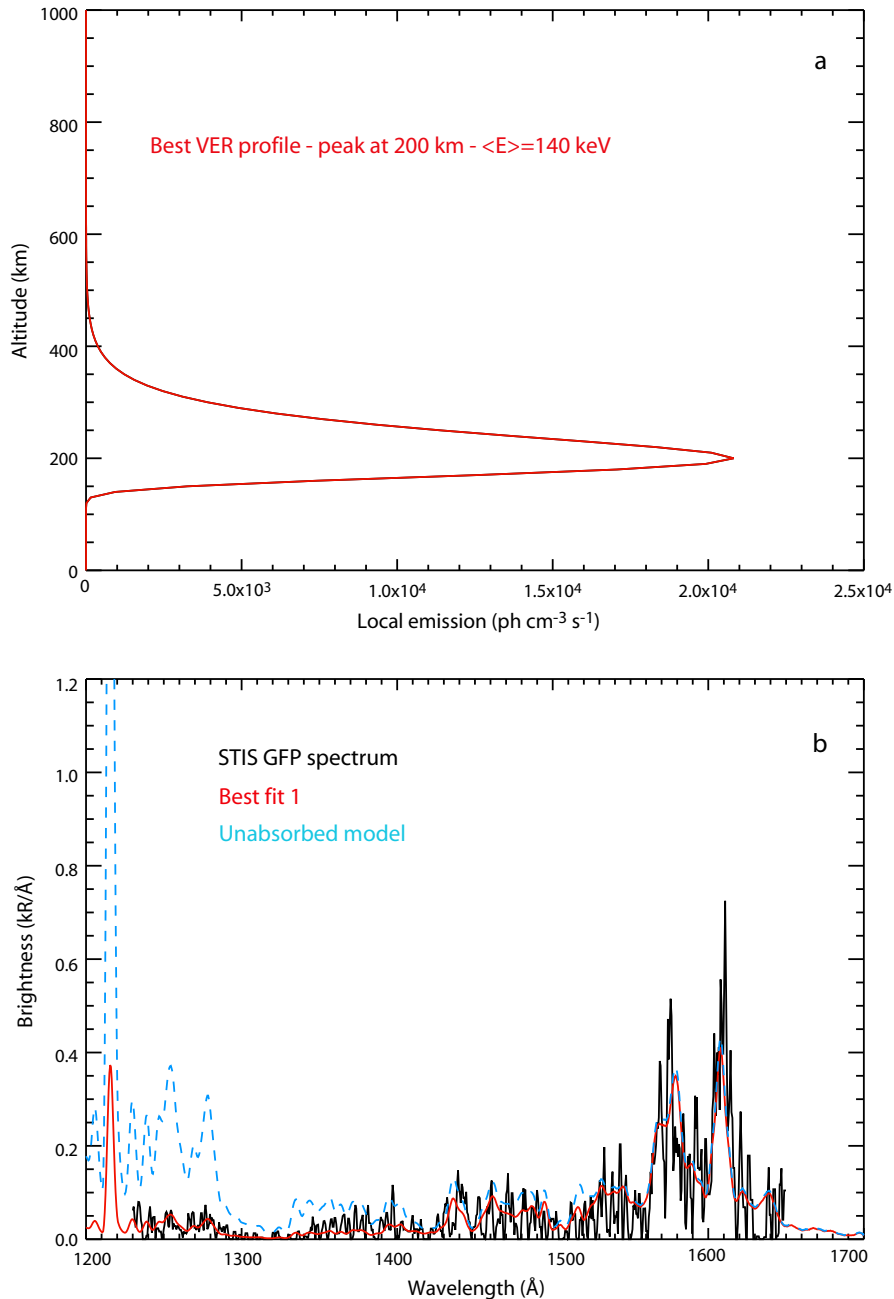 1000
a
800
Best VER profile - peak at 200 km - <E>=140 keV
600
Altitude (km)
400
200
0
0 5.0x10³ 1.0x10⁴ 1.5x10⁴ 2.0x10⁴ 2.5x10⁴
Local emission (ph cm⁻³ s⁻¹)
1.2
b
STIS GFP spectrum
1.0
Best fit 1
Unabsorbed model
0.8
0.6
Brightness (kR/Å)
0.4
0.2
0.0
1200 1300 1400 1500 1600 1700
Wavelength (Å)